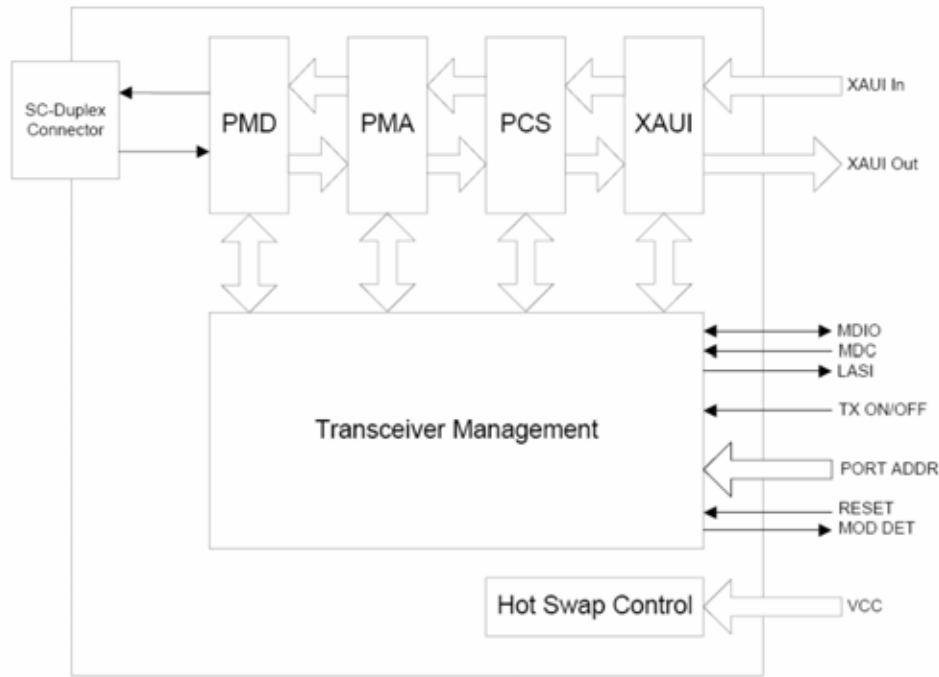 SC-Duplex
Connector
PMD
PMA
PCS
XAUI
XAUI In
XAUI Out
MDIO
MDC
LASI
TX ON/OFF
Transceiver Management
PORT ADDR
RESET
MOD DET
Hot Swap Control
VCC